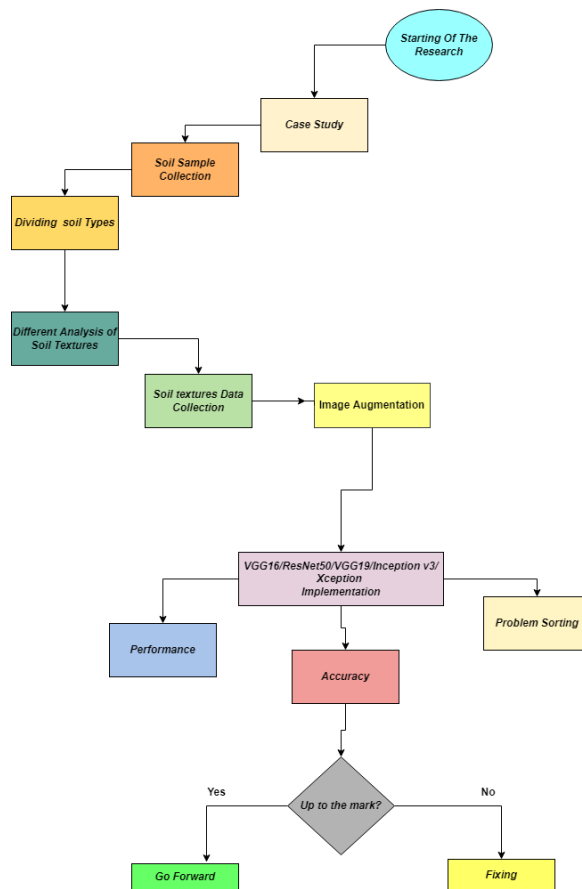 Starting Of The
Research
Case Study
Soil Sample
Collection
Dividing soil Types
Different Analysis of
Soil Textures
Soil textures Data
Collection
Image Augmentation
VGG16/ResNet50/VGG19/Inception v3/
Xception
Implementation
Performance
Accuracy
Problem Sorting
Up to the mark?
Yes
No
Go Forward
Fixing